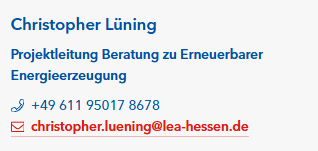 Christopher Lüning
Projektleitung Beratung zu Erneuerbarer
Energieerzeugung
+49 611 95017 8678
christopher.luening@lea-hessen.de